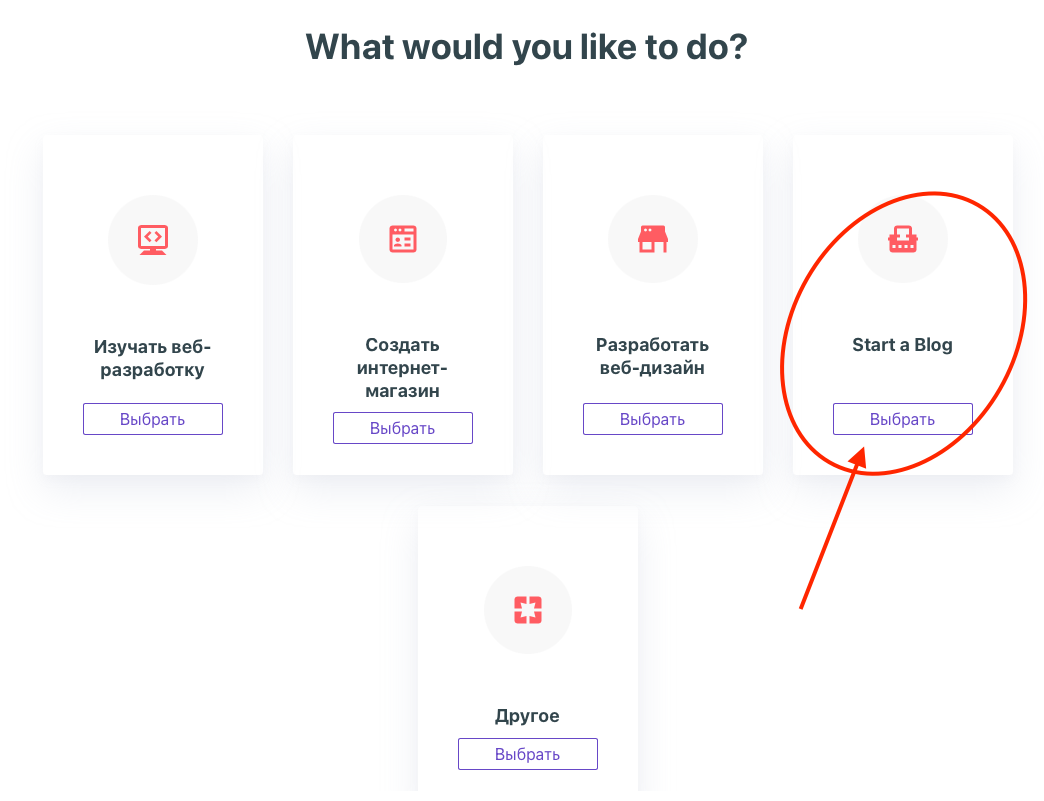 What would you like to do?
Изучать веб-
разработку
Выбрать
Создать
интернет-
магазин
Выбрать
Разработать
веб-дизайн
Выбрать
Start a Blog
Выбрать
Другое
Выбрать